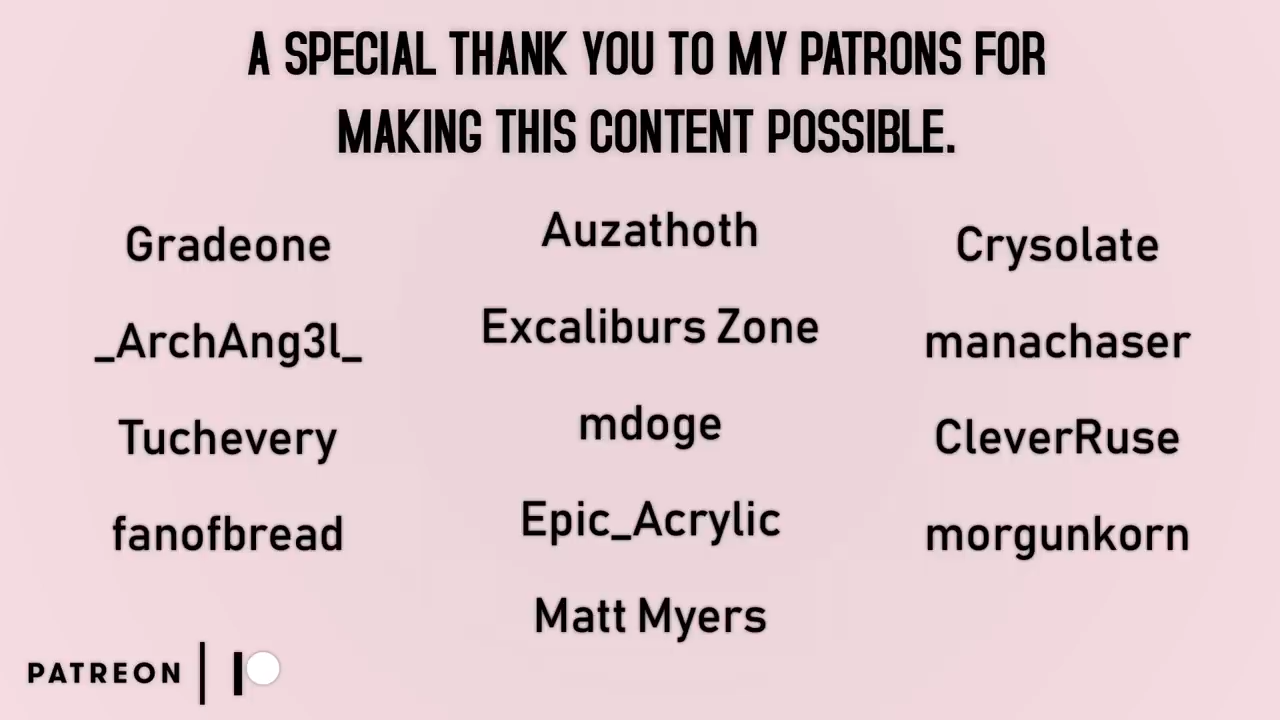 A SPECIAL THANK YOU TO MY PATRONS FOR
MAKING THIS CONTENT POSSIBLE.
Gradeone
_ArchAng3l_
Tuchevery
fanofbread
Auzathoth
Excaliburs Zone
mdoge
Epic_Acrylic
Matt Myers
Crysolate
manachaser
CleverRuse
morgunkorn
PATREON